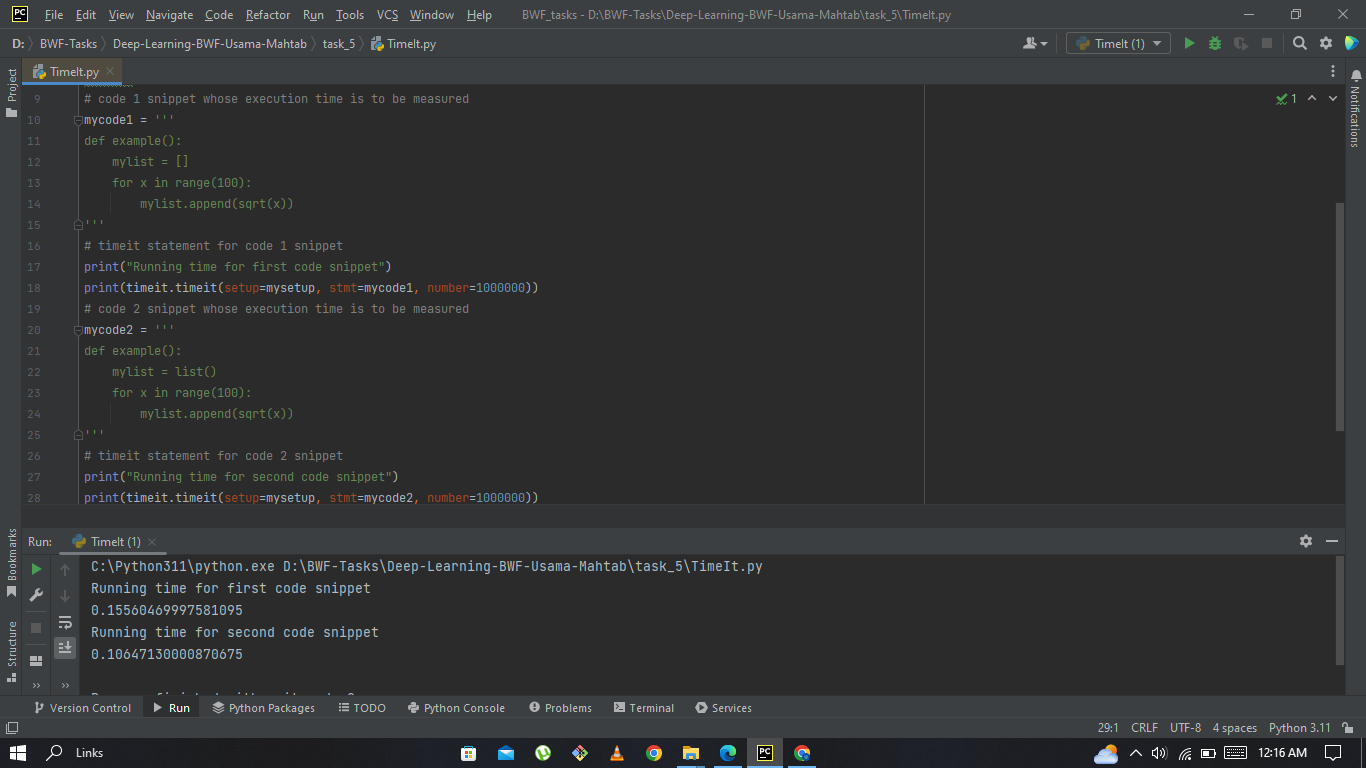 PC File Edit View Navigate Code Refactor Run Tools VCS Window Help BWF_tasks - D:\BWF-Tasks\Deep-Learning-BWF-Usama-Mahtab\task_5\TimeIt.py
D: BWF-Tasks Deep-Learning-BWF-Usama-Mahtab task_5 TimeIt.py TimeIt (1)
Project
TimeIt.py
Notifications
1
9 # code 1 snippet whose execution time is to be measured
10 mycode1 = '''
11 def example():
12     mylist = []
13     for x in range(100):
14         mylist.append(sqrt(x))
15 '''
16 # timeit statement for code 1 snippet
17 print("Running time for first code snippet")
18 print(timeit.timeit(setup=mysetup, stmt=mycode1, number=1000000))
19 # code 2 snippet whose execution time is to be measured
20 mycode2 = '''
21 def example():
22     mylist = list()
23     for x in range(100):
24         mylist.append(sqrt(x))
25 '''
26 # timeit statement for code 2 snippet
27 print("Running time for second code snippet")
28 print(timeit.timeit(setup=mysetup, stmt=mycode2, number=1000000))
Bookmarks
Structure
Run: TimeIt (1)
C:\Python311\python.exe D:\BWF-Tasks\Deep-Learning-BWF-Usama-Mahtab\task_5\TimeIt.py
Running time for first code snippet
0.15560469997581095
Running time for second code snippet
0.10647130000870675
Version Control Run Python Packages TODO Python Console Problems Terminal Services
29:1 CRLF UTF-8 4 spaces Python 3.11
Links PC 12:16 AM